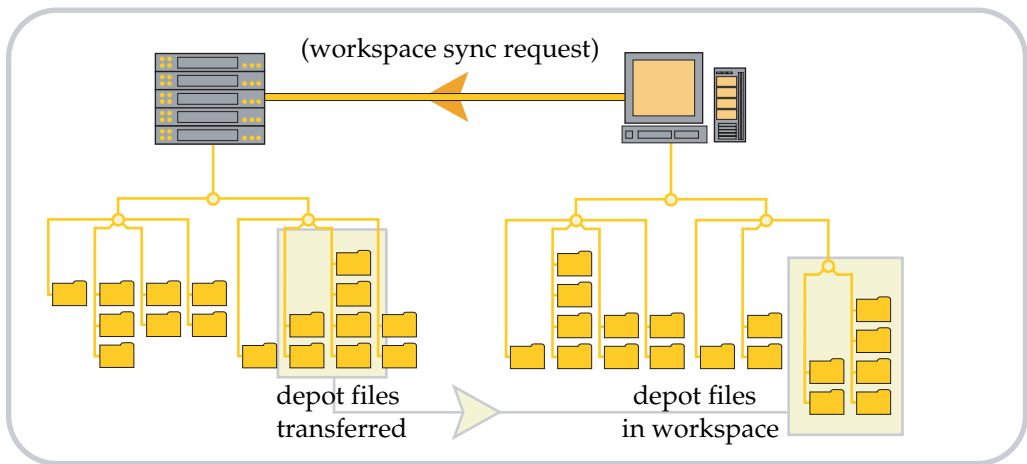 (workspace sync request)
depot files
transferred
depot files
in workspace